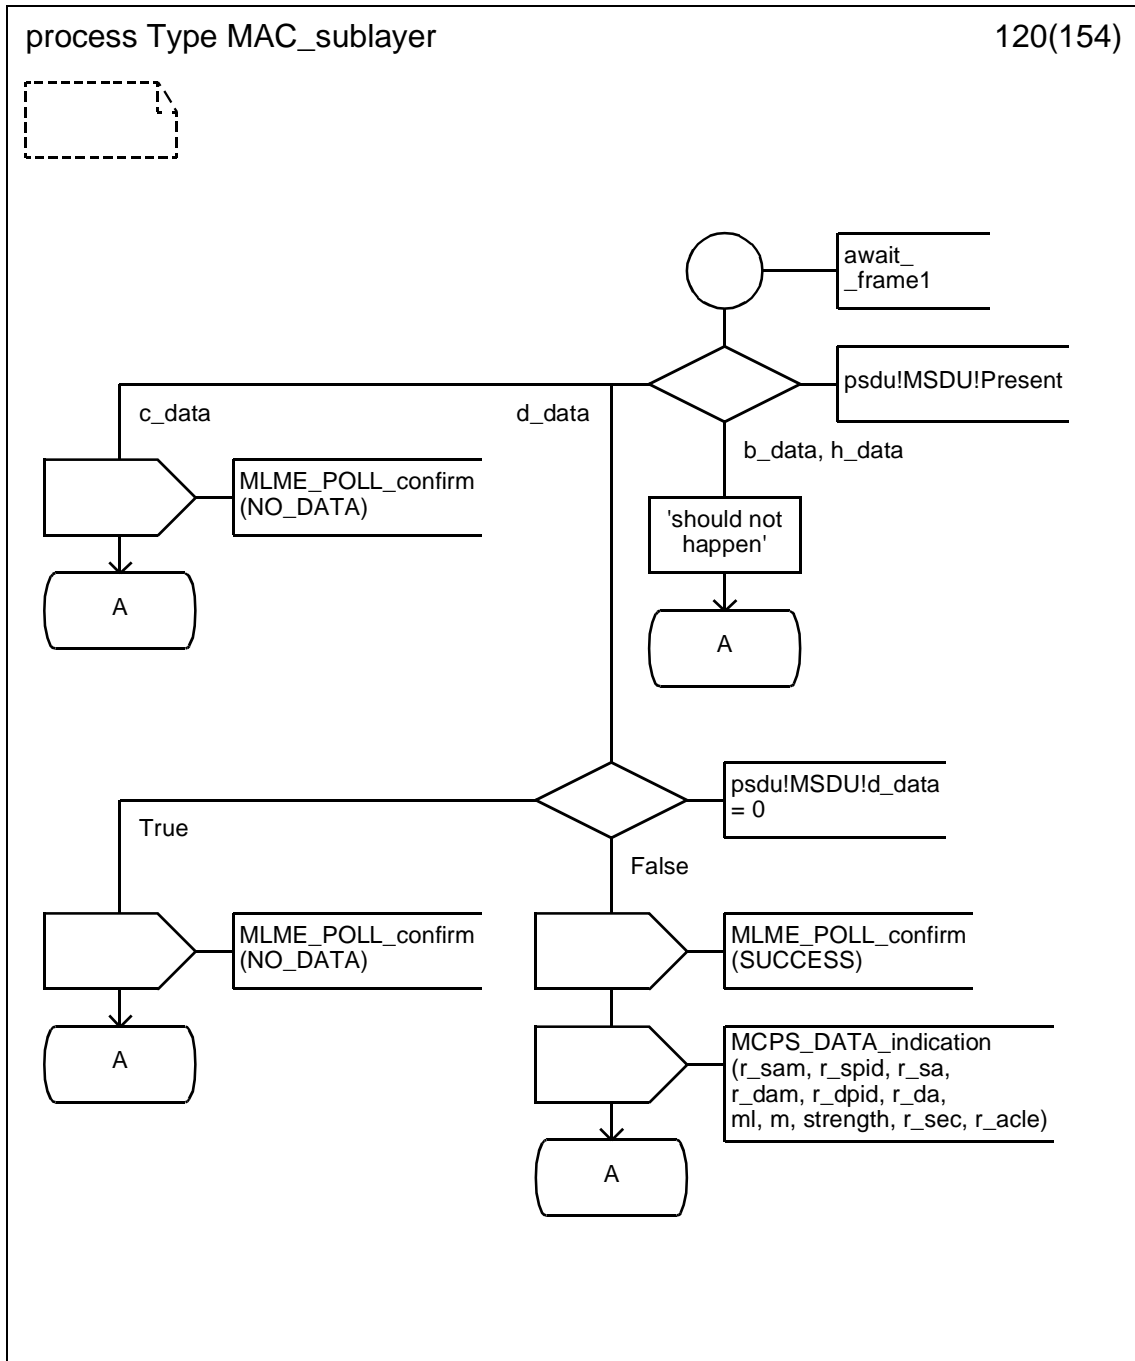 process Type MAC_sublayer
120(154)
await_
_frame1
psdu!MSDU!Present
c_data
d_data
b_data, h_data
MLME_POLL_confirm
(NO_DATA)
'should not
happen'
A
A
psdu!MSDU!d_data
= 0
True
False
MLME_POLL_confirm
(NO_DATA)
MLME_POLL_confirm
(SUCCESS)
A
MCPS_DATA_indication
(r_sam, r_spid, r_sa,
r_dam, r_dpid, r_da,
ml, m, strength, r_sec, r_acle)
A